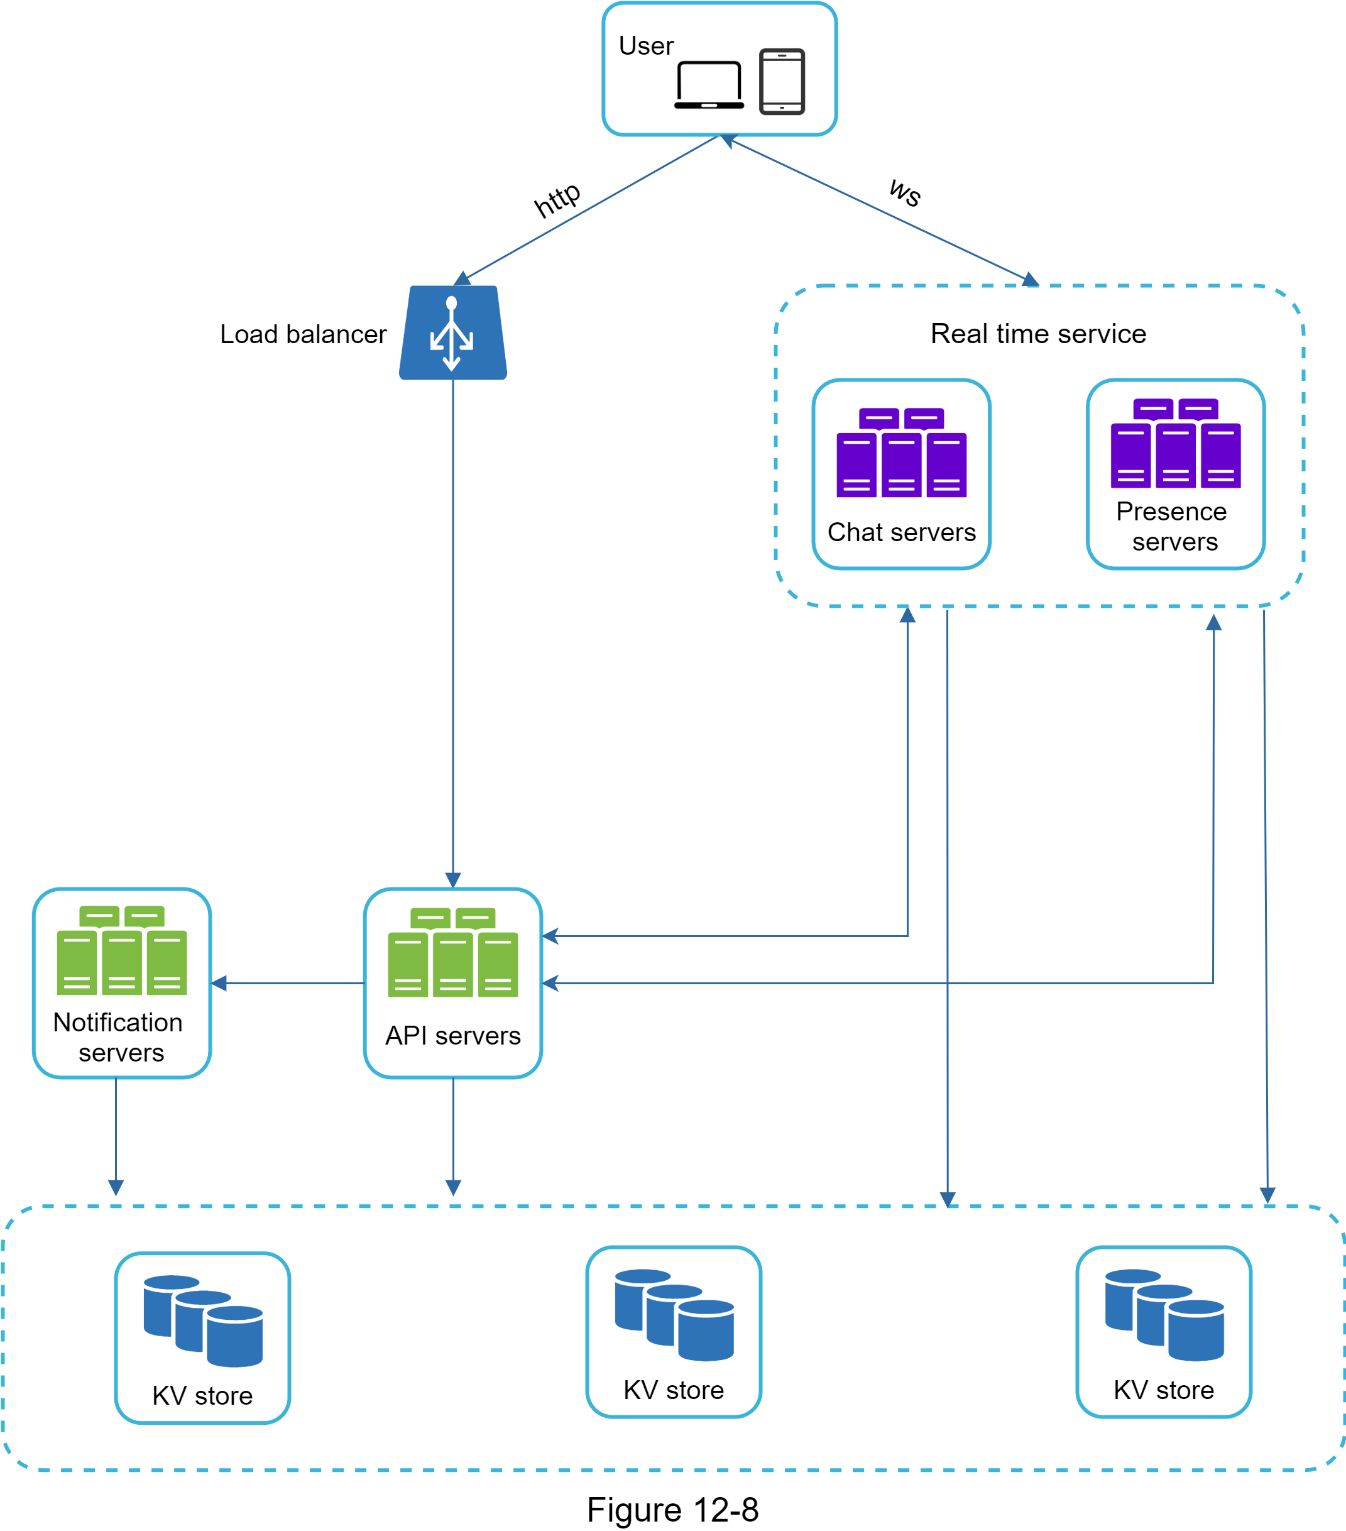 User
http
ws
Load balancer
Real time service
Chat servers
Presence
servers
Notification
servers
API servers
KV store
KV store
KV store
Figure 12-8